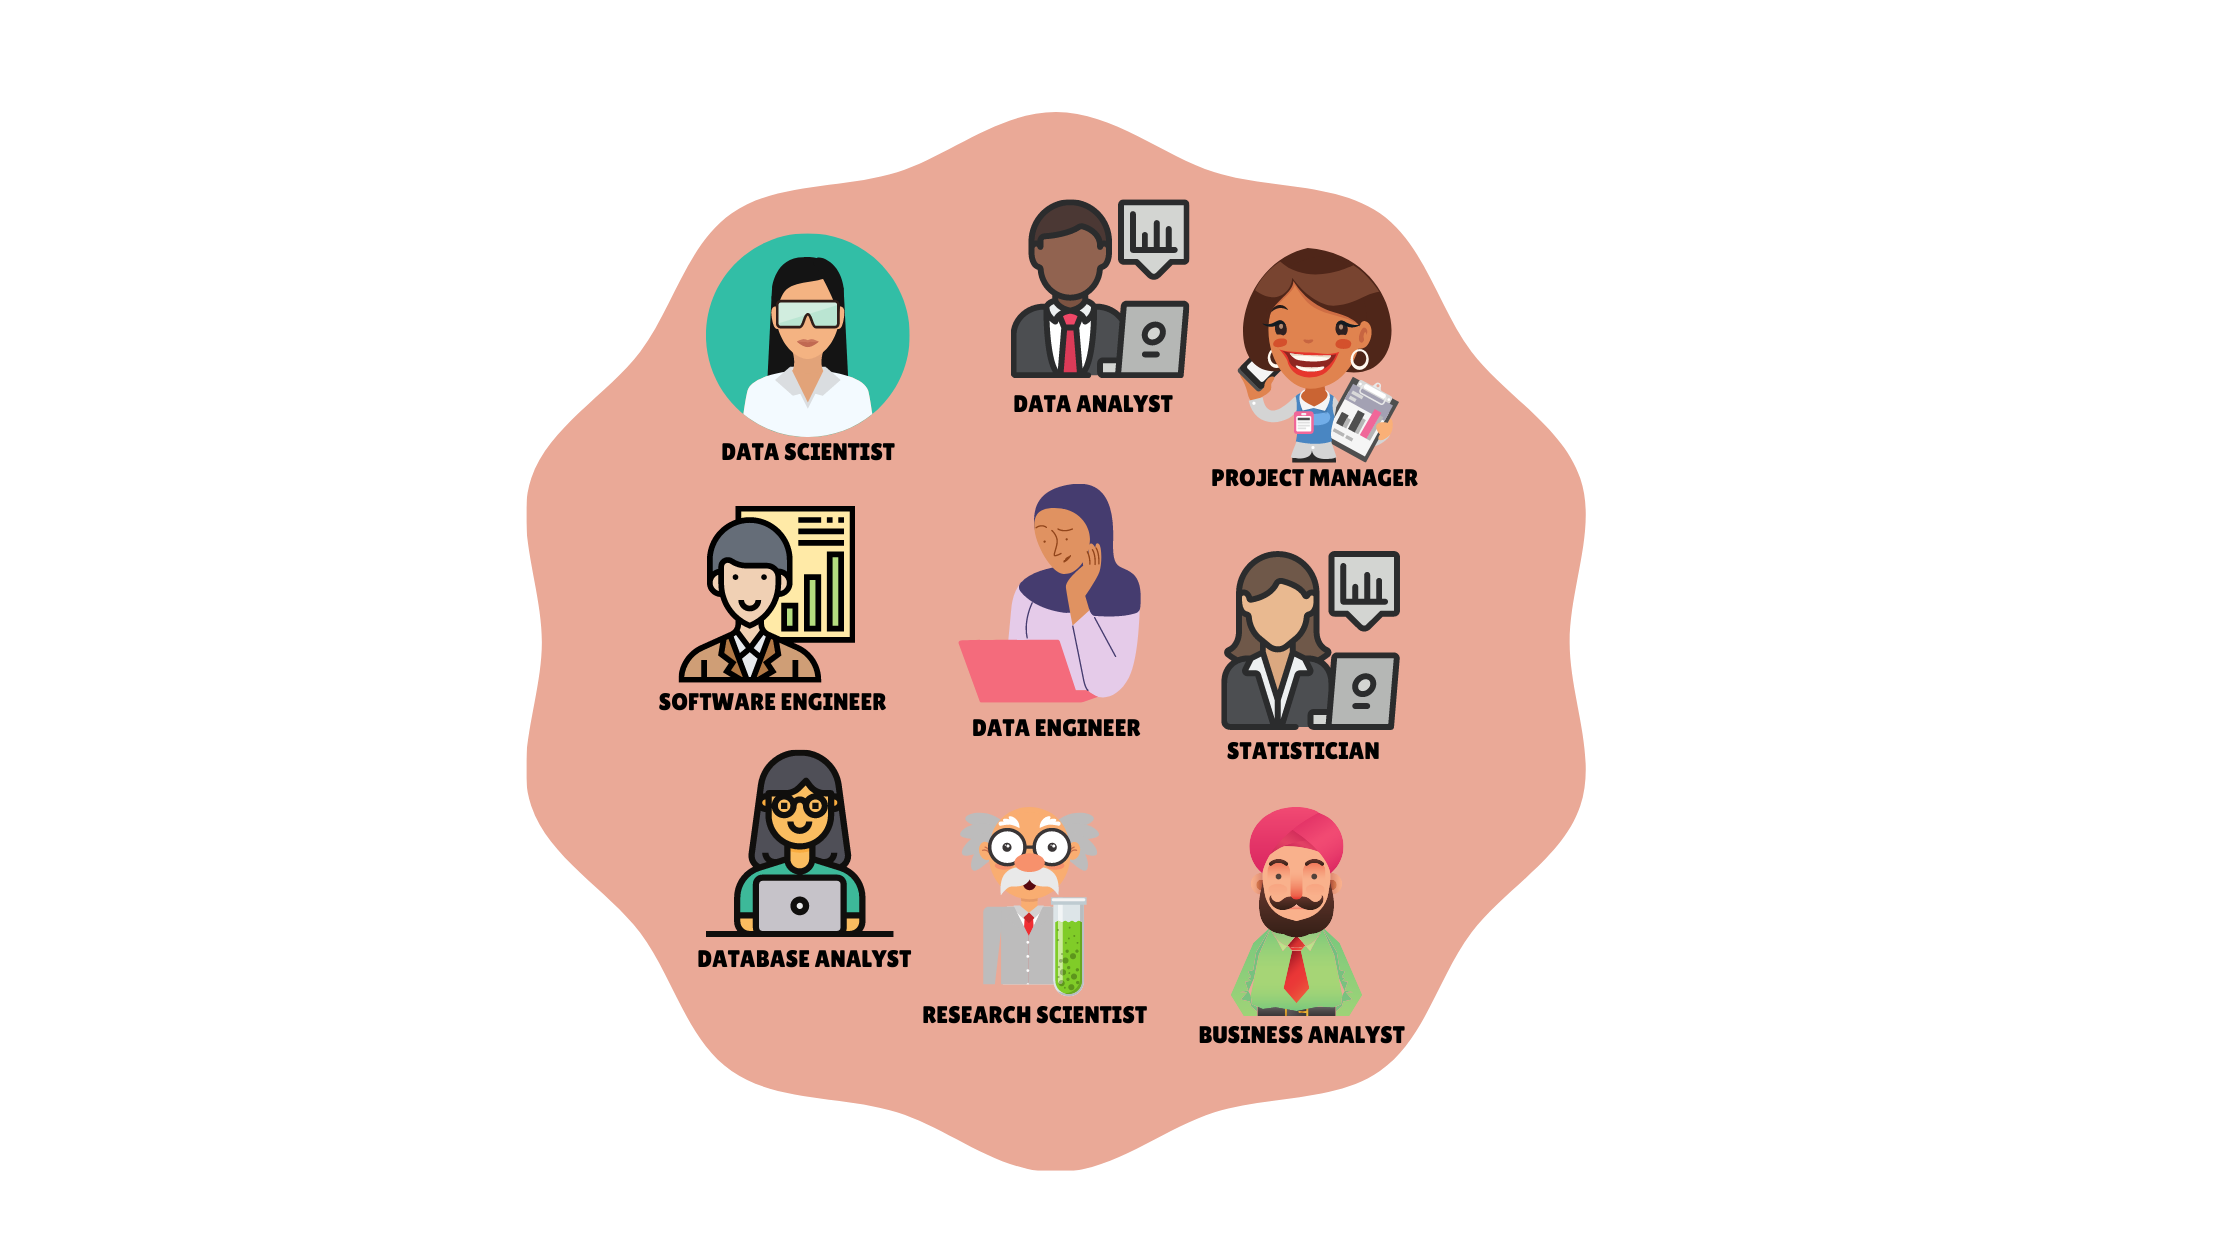 DATA ANALYST
DATA SCIENTIST
PROJECT MANAGER
SOFTWARE ENGINEER
DATA ENGINEER
STATISTICIAN
DATABASE ANALYST
RESEARCH SCIENTIST
BUSINESS ANALYST